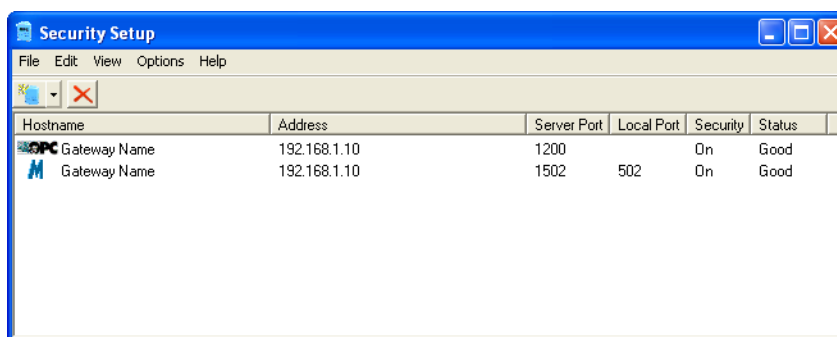 Security Setup
File Edit View Options Help
Hostname Address Server Port Local Port Security Status
OPC Gateway Name 192.168.1.10 1200 On Good
M Gateway Name 192.168.1.10 1502 502 On Good